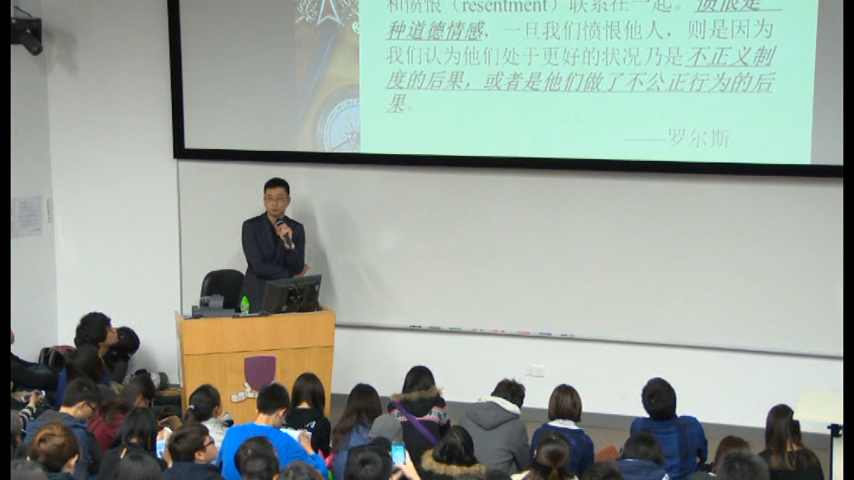 和愤恨（resentment）联系在一起。愤恨是一
种道德情感，一旦我们愤恨他人，则是因为
我们认为他们处于更好的状况乃是不正义制
度的后果，或者是他们做了不公正行为的后
果。
——罗尔斯